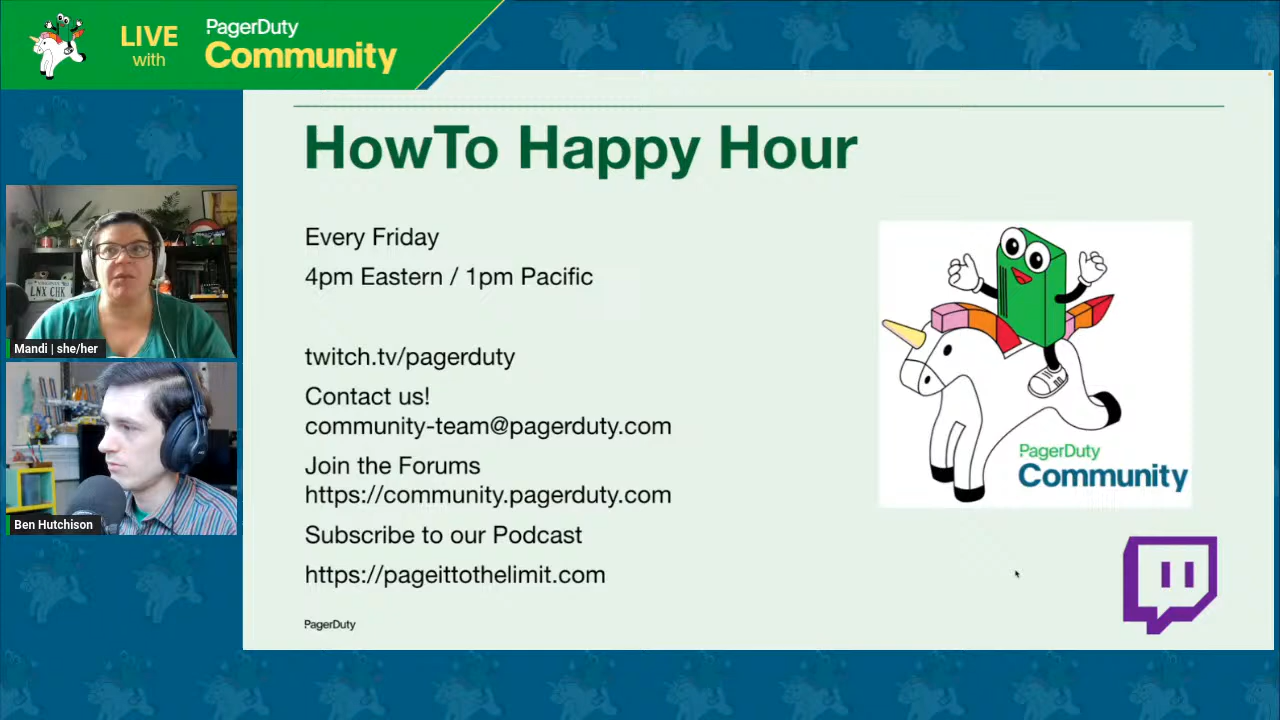 LIVE
with
PagerDuty
Community
HowTo Happy Hour
Every Friday
4pm Eastern / 1pm Pacific
twitch.tv/pagerduty
Contact us!
community-team@pagerduty.com
Join the Forums
https://community.pagerduty.com
Subscribe to our Podcast
https://pageittothelimit.com
PagerDuty
PagerDuty
Community
LNX CHK
Mandi | she/her
Ben Hutchison